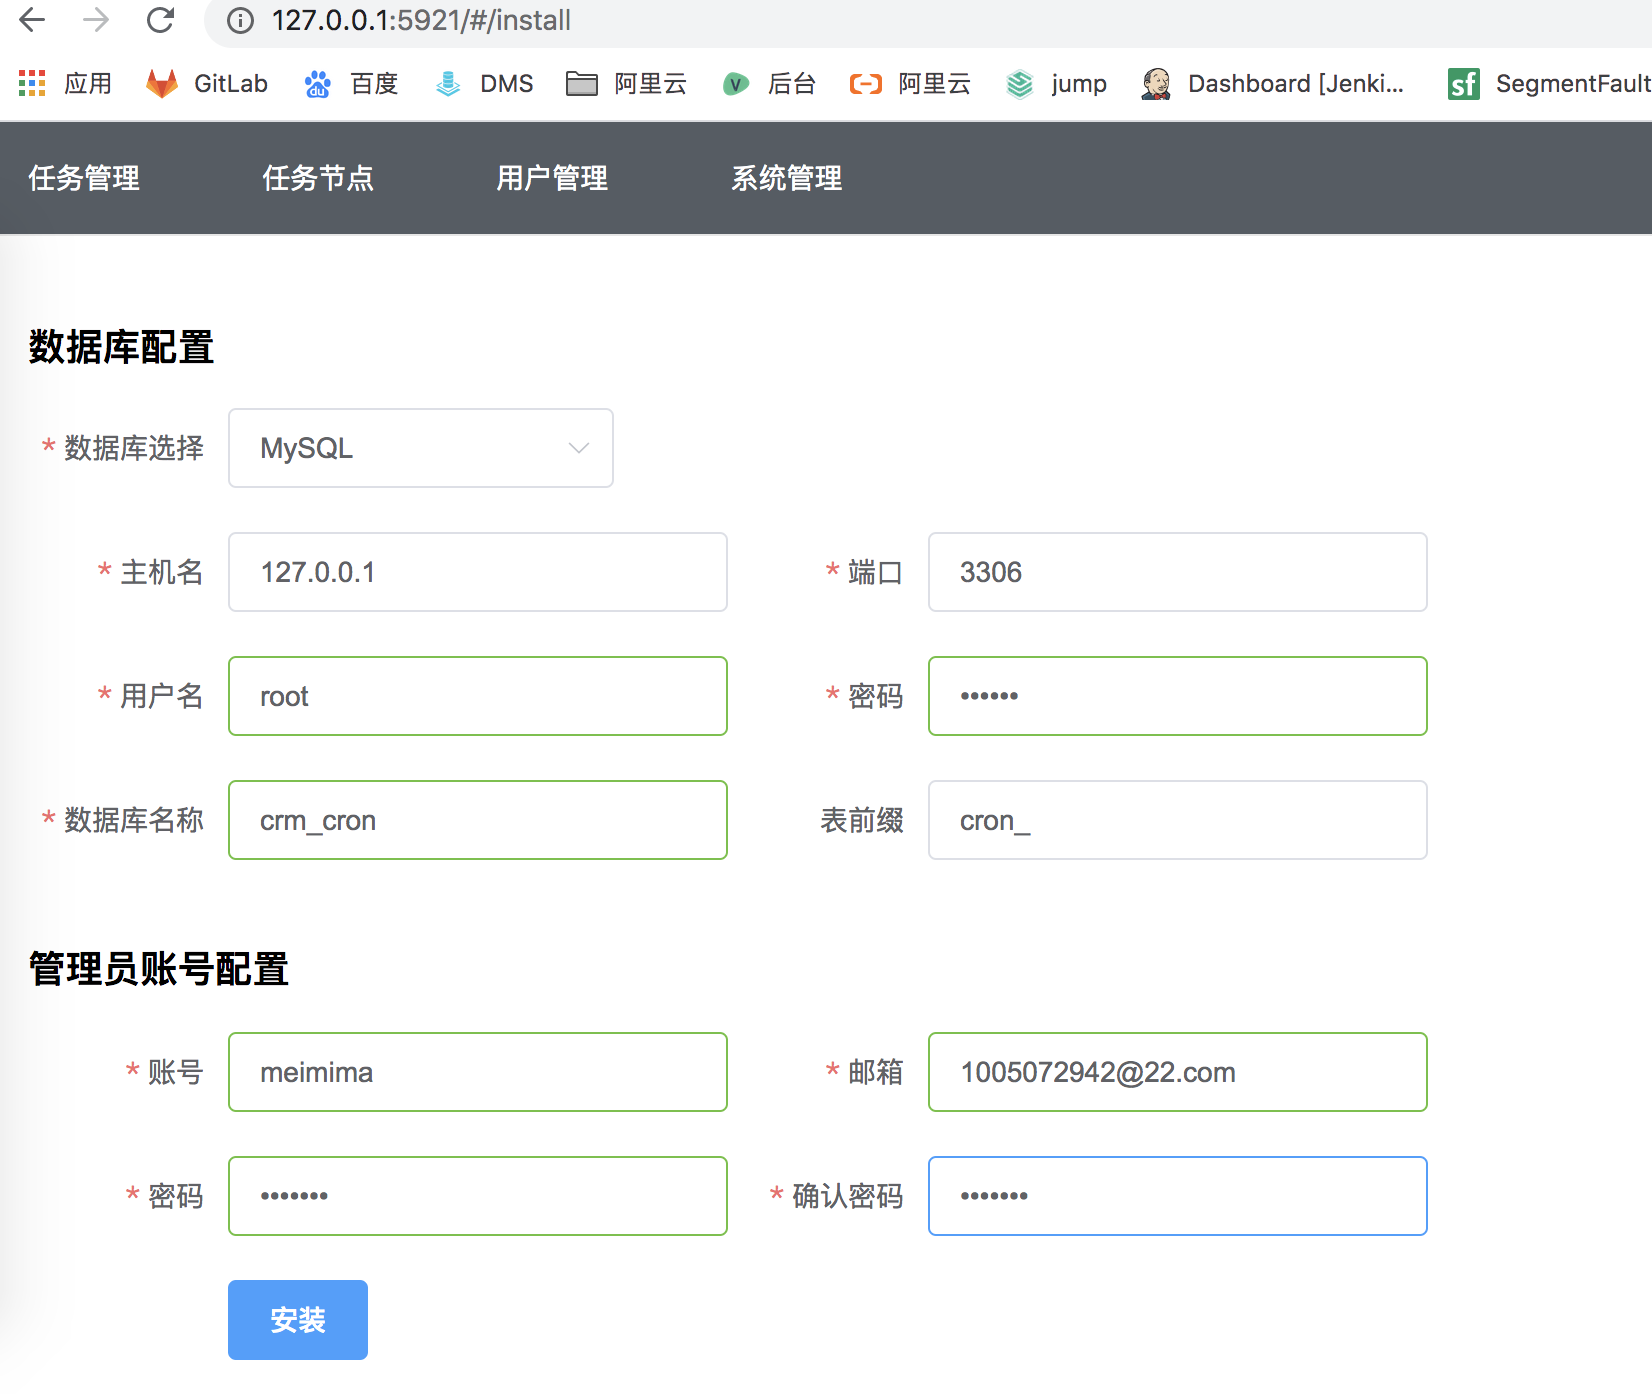 127.0.0.1:5921/#/install
应用 GitLab 百度 DMS 阿里云 后台 阿里云 jump Dashboard [Jenki... SegmentFault
任务管理 任务节点 用户管理 系统管理
数据库配置
* 数据库选择 MySQL
* 主机名 127.0.0.1 * 端口 3306
* 用户名 root * 密码 ••••••
* 数据库名称 crm_cron 表前缀 cron_
管理员账号配置
* 账号 meimima * 邮箱 1005072942@22.com
* 密码 ••••••• * 确认密码 •••••••
安装